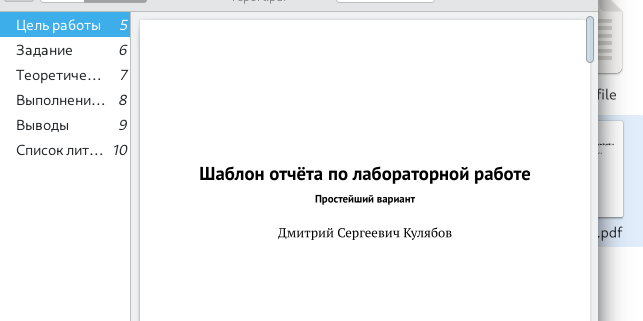 Цель работы 5
Задание 6
Теоретиче… 7
Выполнени… 8
Выводы 9
Список лит… 10
Шаблон отчёта по лабораторной работе
Простейший вариант
Дмитрий Сергеевич Кулябов
file
.pdf